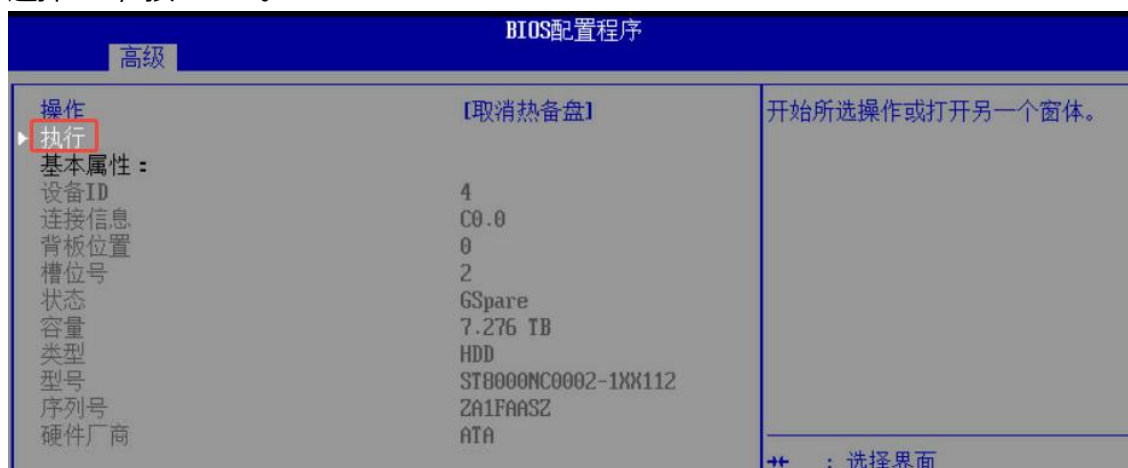 BIOS配置程序
高级
操作 [取消热备盘] 开始所选操作或打开另一个窗体。
执行
基本属性：
设备ID 4
连接信息 C0.0
背板位置 0
槽位号 2
状态 GSpare
容量 7.276 TB
类型 HDD
型号 ST8000NC0002-1XX112
序列号 ZA1FAASZ
硬件厂商 ATA
→← ：选择界面